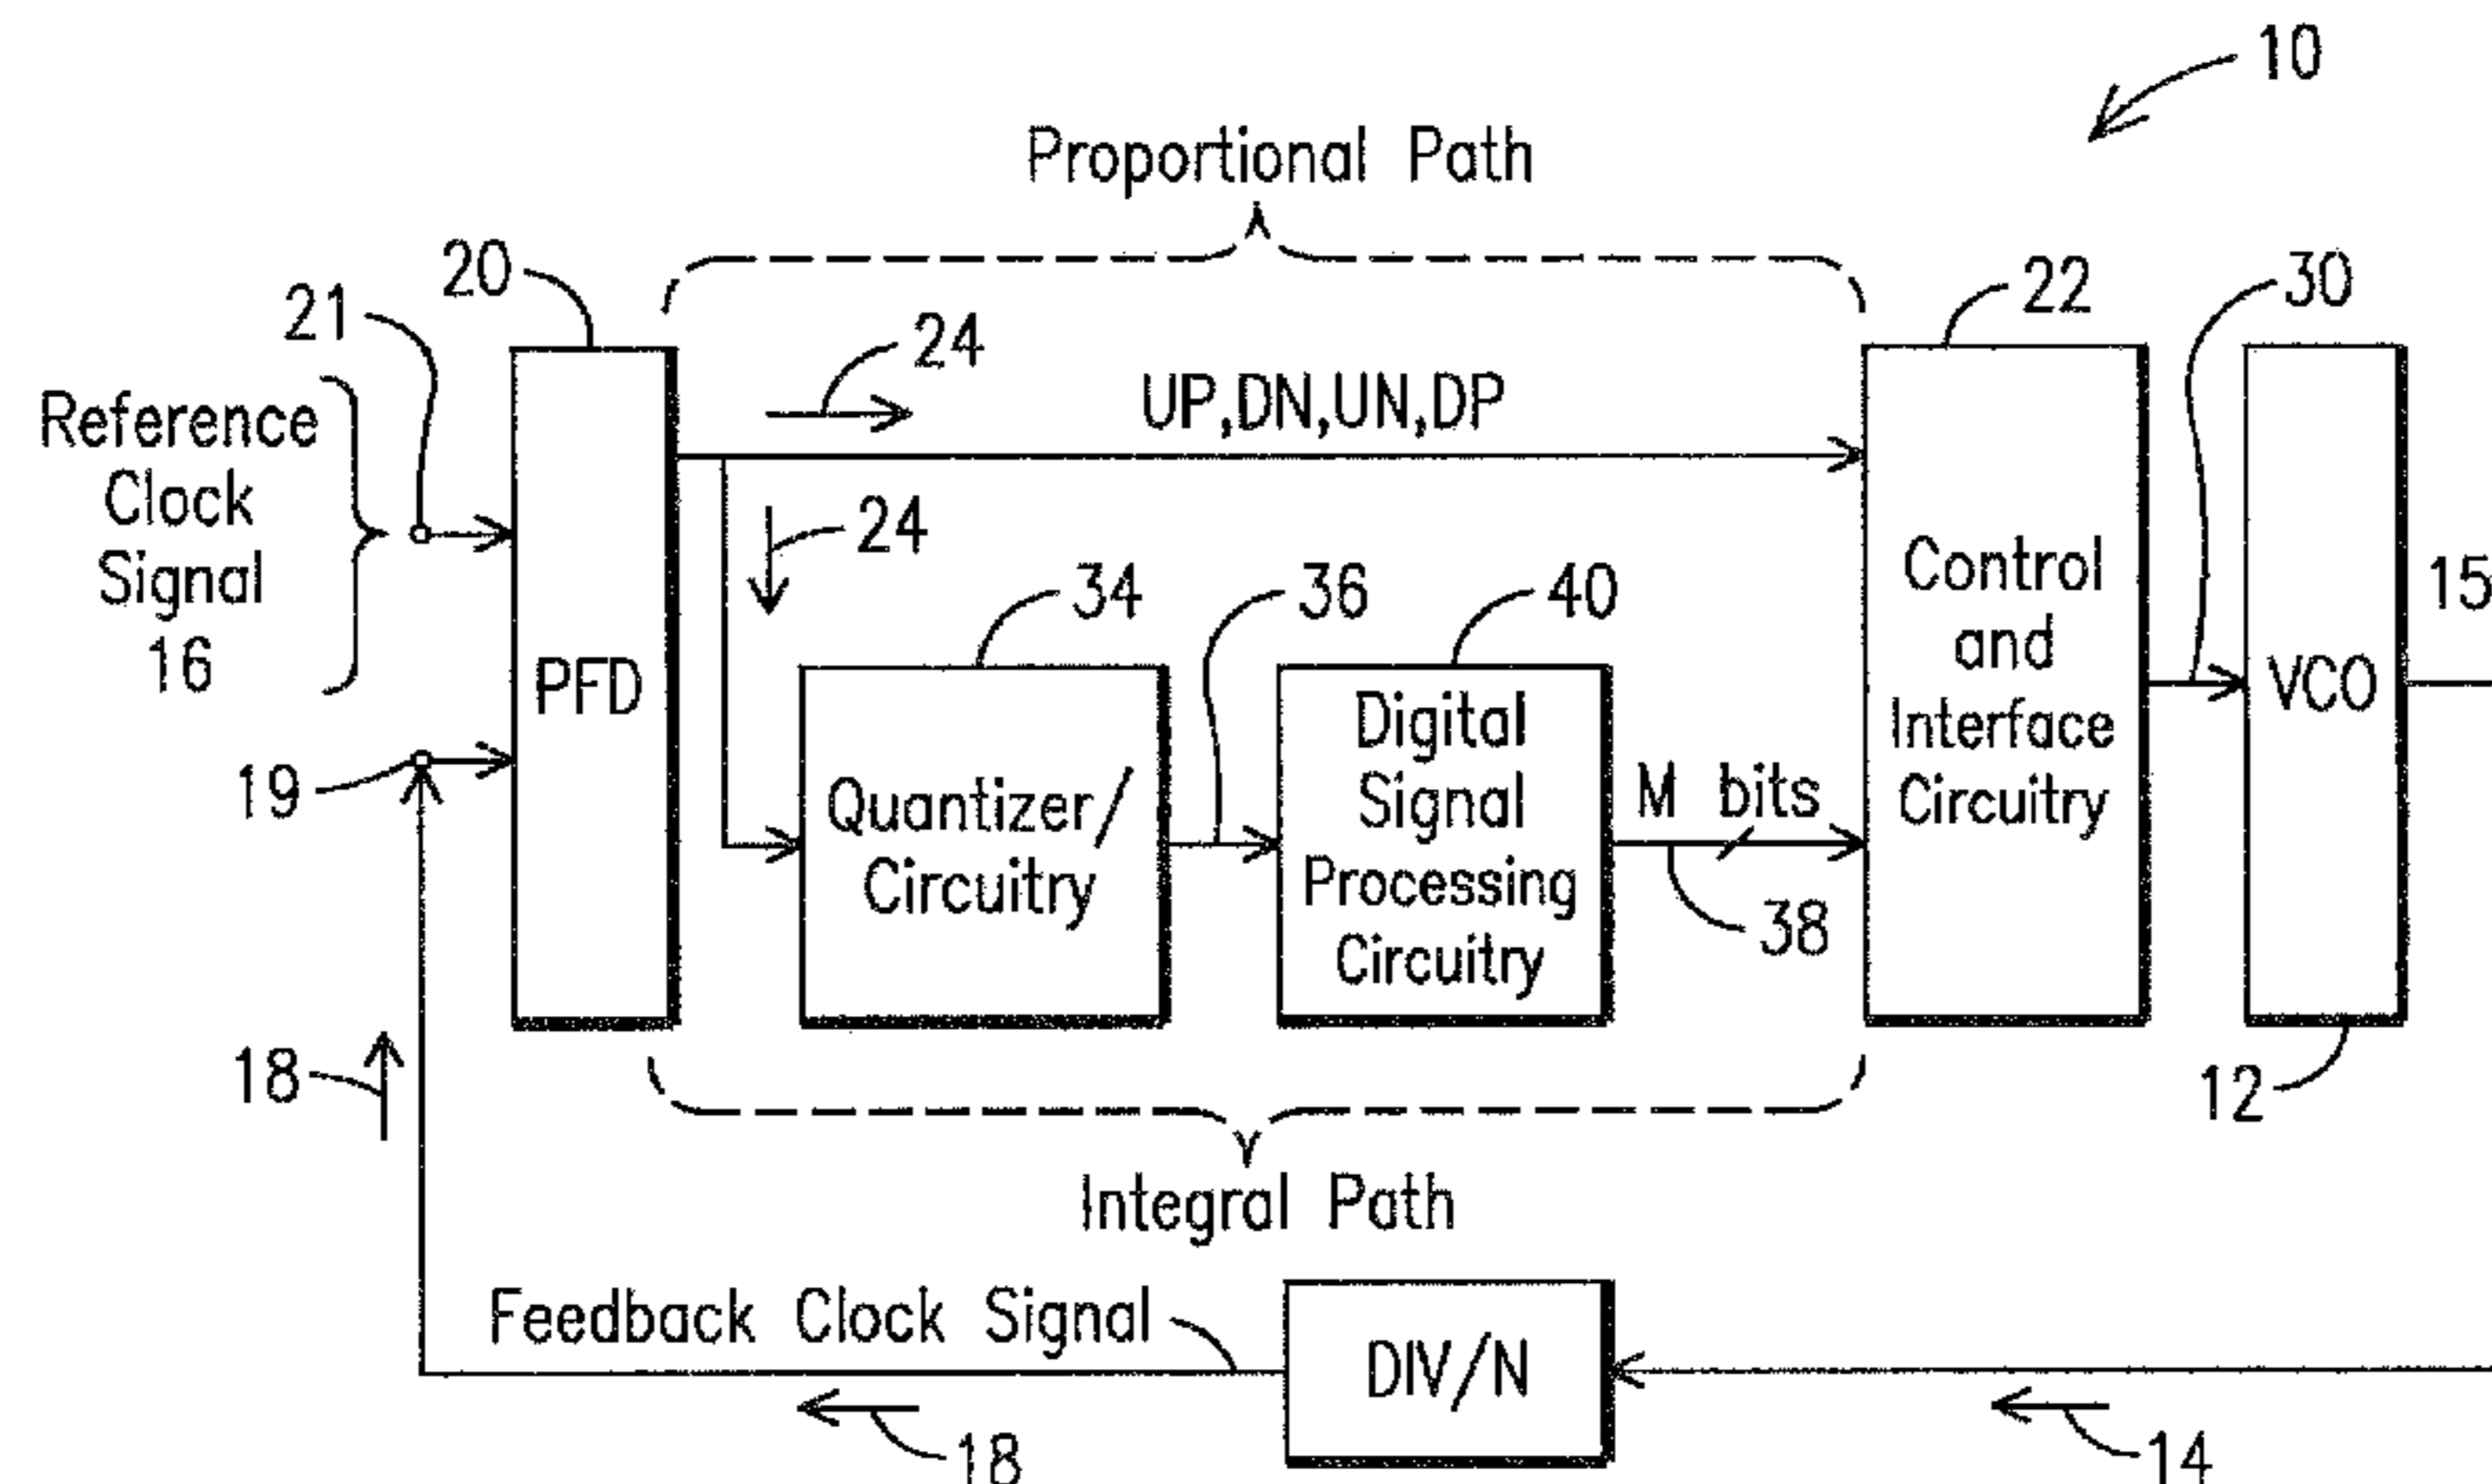 10
Proportional Path
20
22
30
21
24
Reference
Clock
Signal
16
UP,DN,UN,DP
24
34
36
40
15
PFD
Quantizer/
Circuitry
Digital
Signal
Processing
Circuitry
M bits
38
Control
and
Interface
Circuitry
VCO
19
18
12
Integral Path
Feedback Clock Signal
DIV/N
18
14